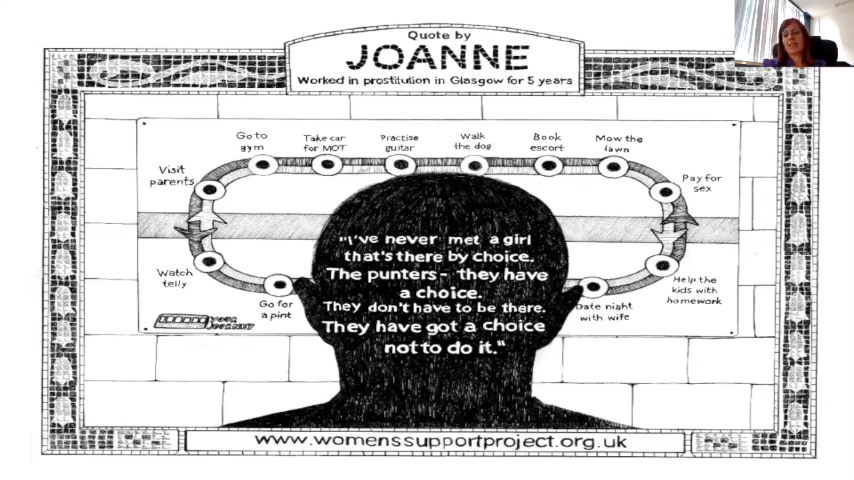 Quote by
JOANNE
Worked in prostitution in Glasgow for 5 years
Go to
gym
Take car
for MOT
Practise
guitar
Walk
the dog
Book
escort
Mow the
lawn
Visit
parents
Pay for
sex
Watch
telly
Go for
a pint
Help the
kids with
homework
Date night
with wife
"I've never met a girl
that's there by choice.
The punters - they have
a choice.
They don't have to be there.
They have got a choice
not to do it."
YOUR
JOURNEY
www.womenssupportproject.org.uk